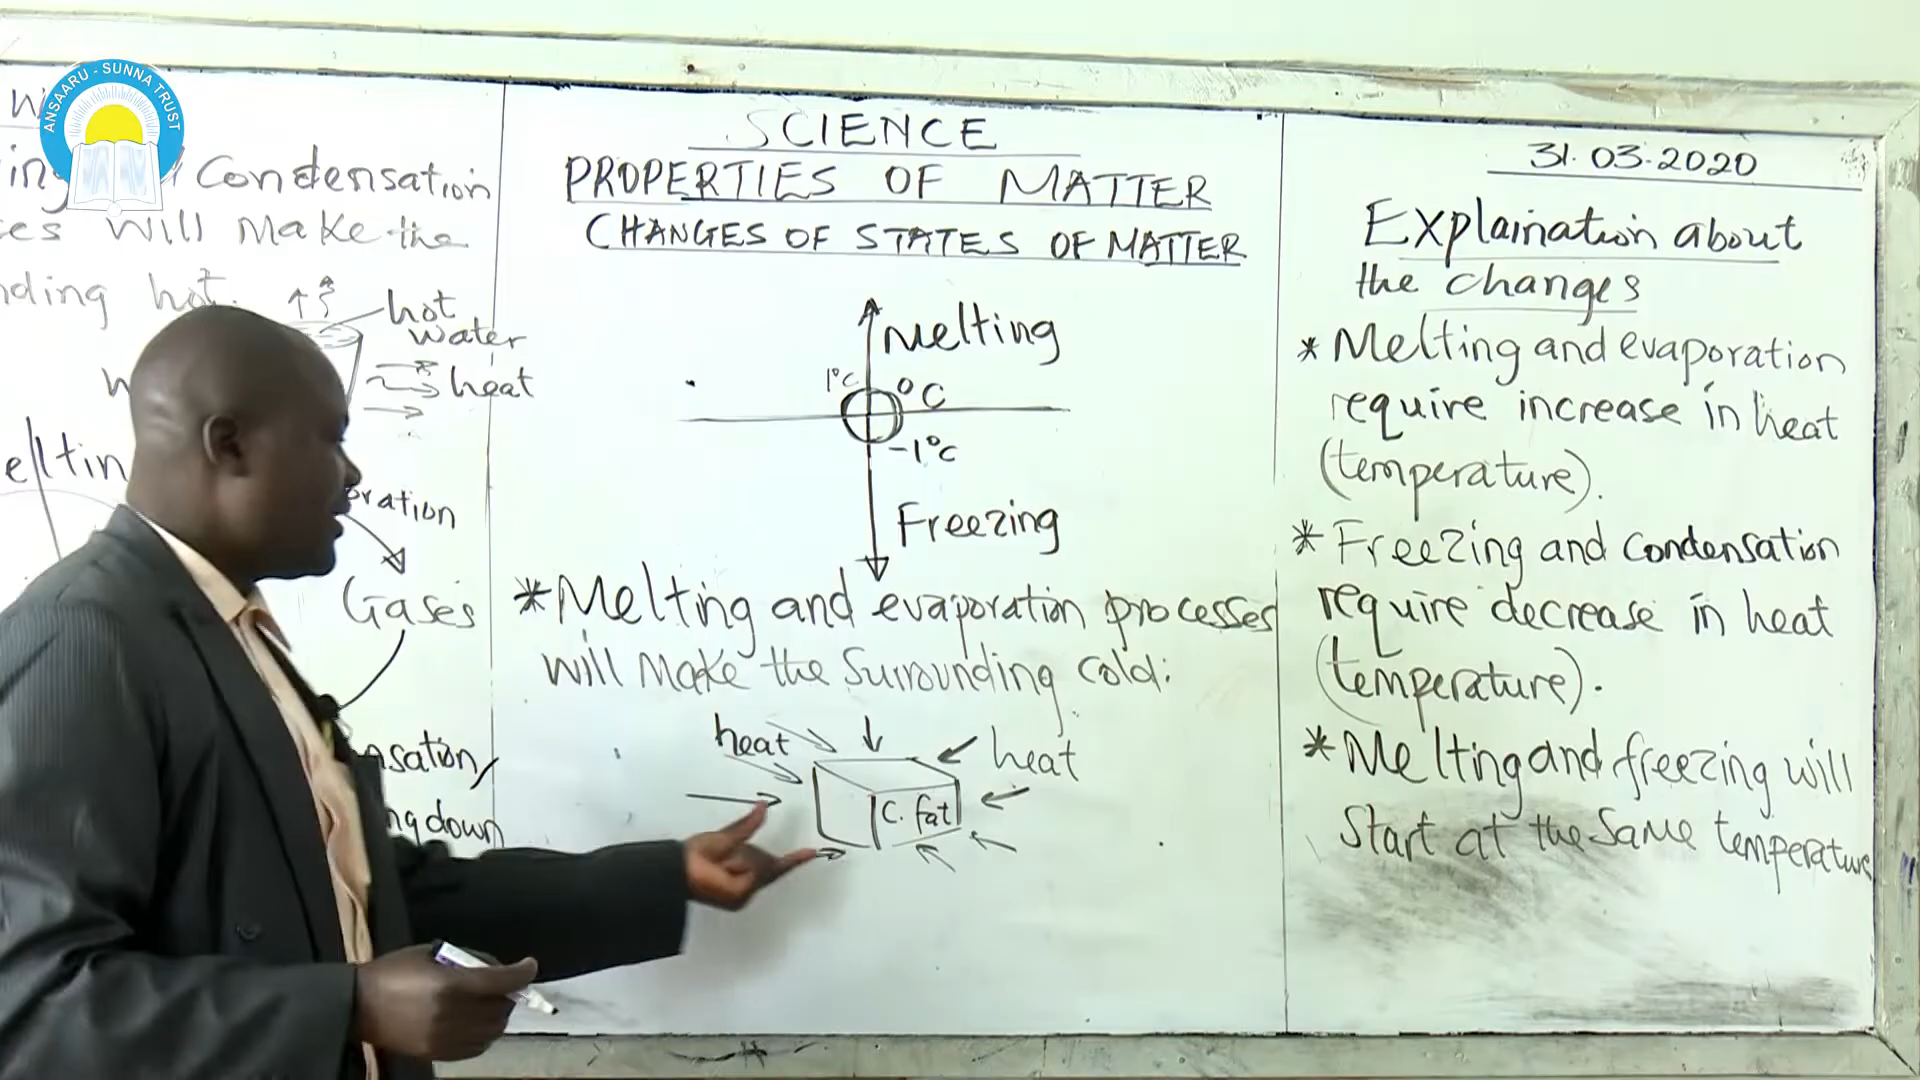 ANSAARU - SUNNA TRUST
Condensation
will make the
hot
hot
water
heat
Gases
SCIENCE
PROPERTIES OF MATTER
CHANGES OF STATES OF MATTER
Melting
1°C
0°C
-1°C
Freezing
* Melting and evaporation processes
will make the surrounding cold:
heat
heat
C. fat
31.03.2020
Explaination about
the changes
* Melting and evaporation
require increase in heat
(temperature).
* Freezing and condensation
require decrease in heat
(temperature).
* Melting and freezing will
start at the same temperature